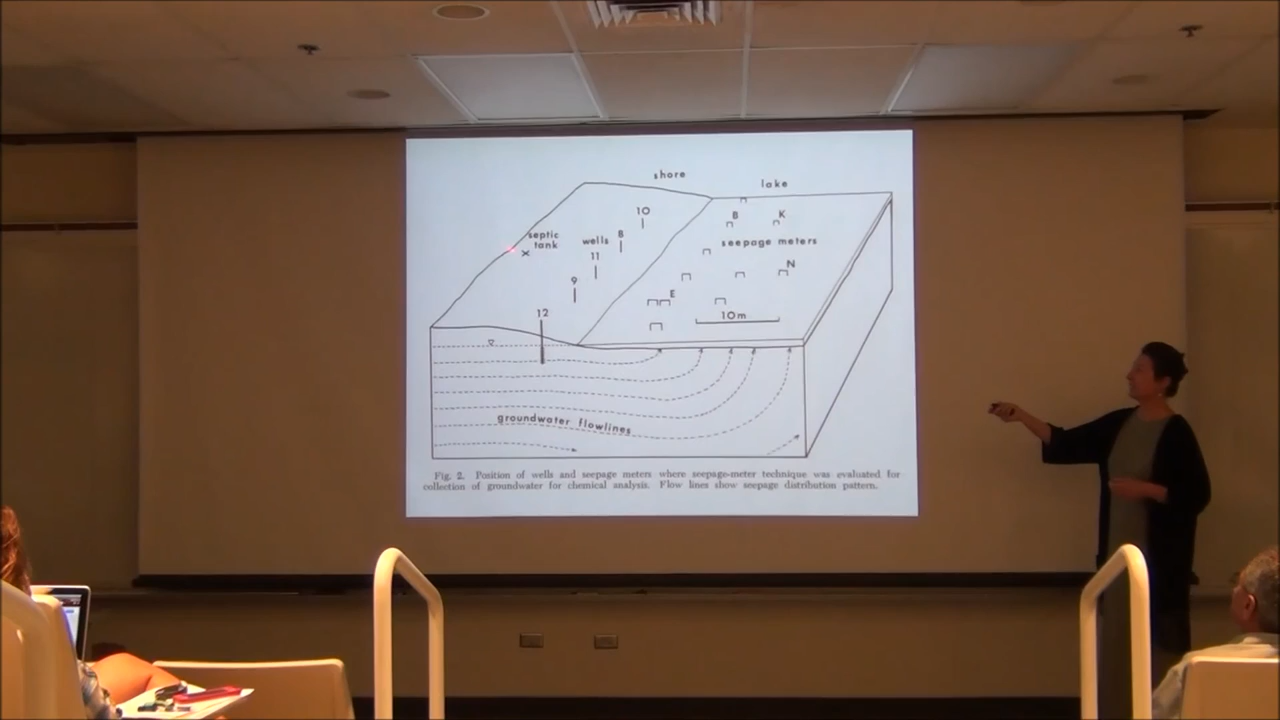 shore
lake
10
B
K
8
septic
tank
wells
seepage meters
11
N
9
E
12
10m
groundwater flowlines
Fig. 2. Position of wells and seepage meters where seepage-meter technique was evaluated for
collection of groundwater for chemical analysis. Flow lines show seepage distribution pattern.